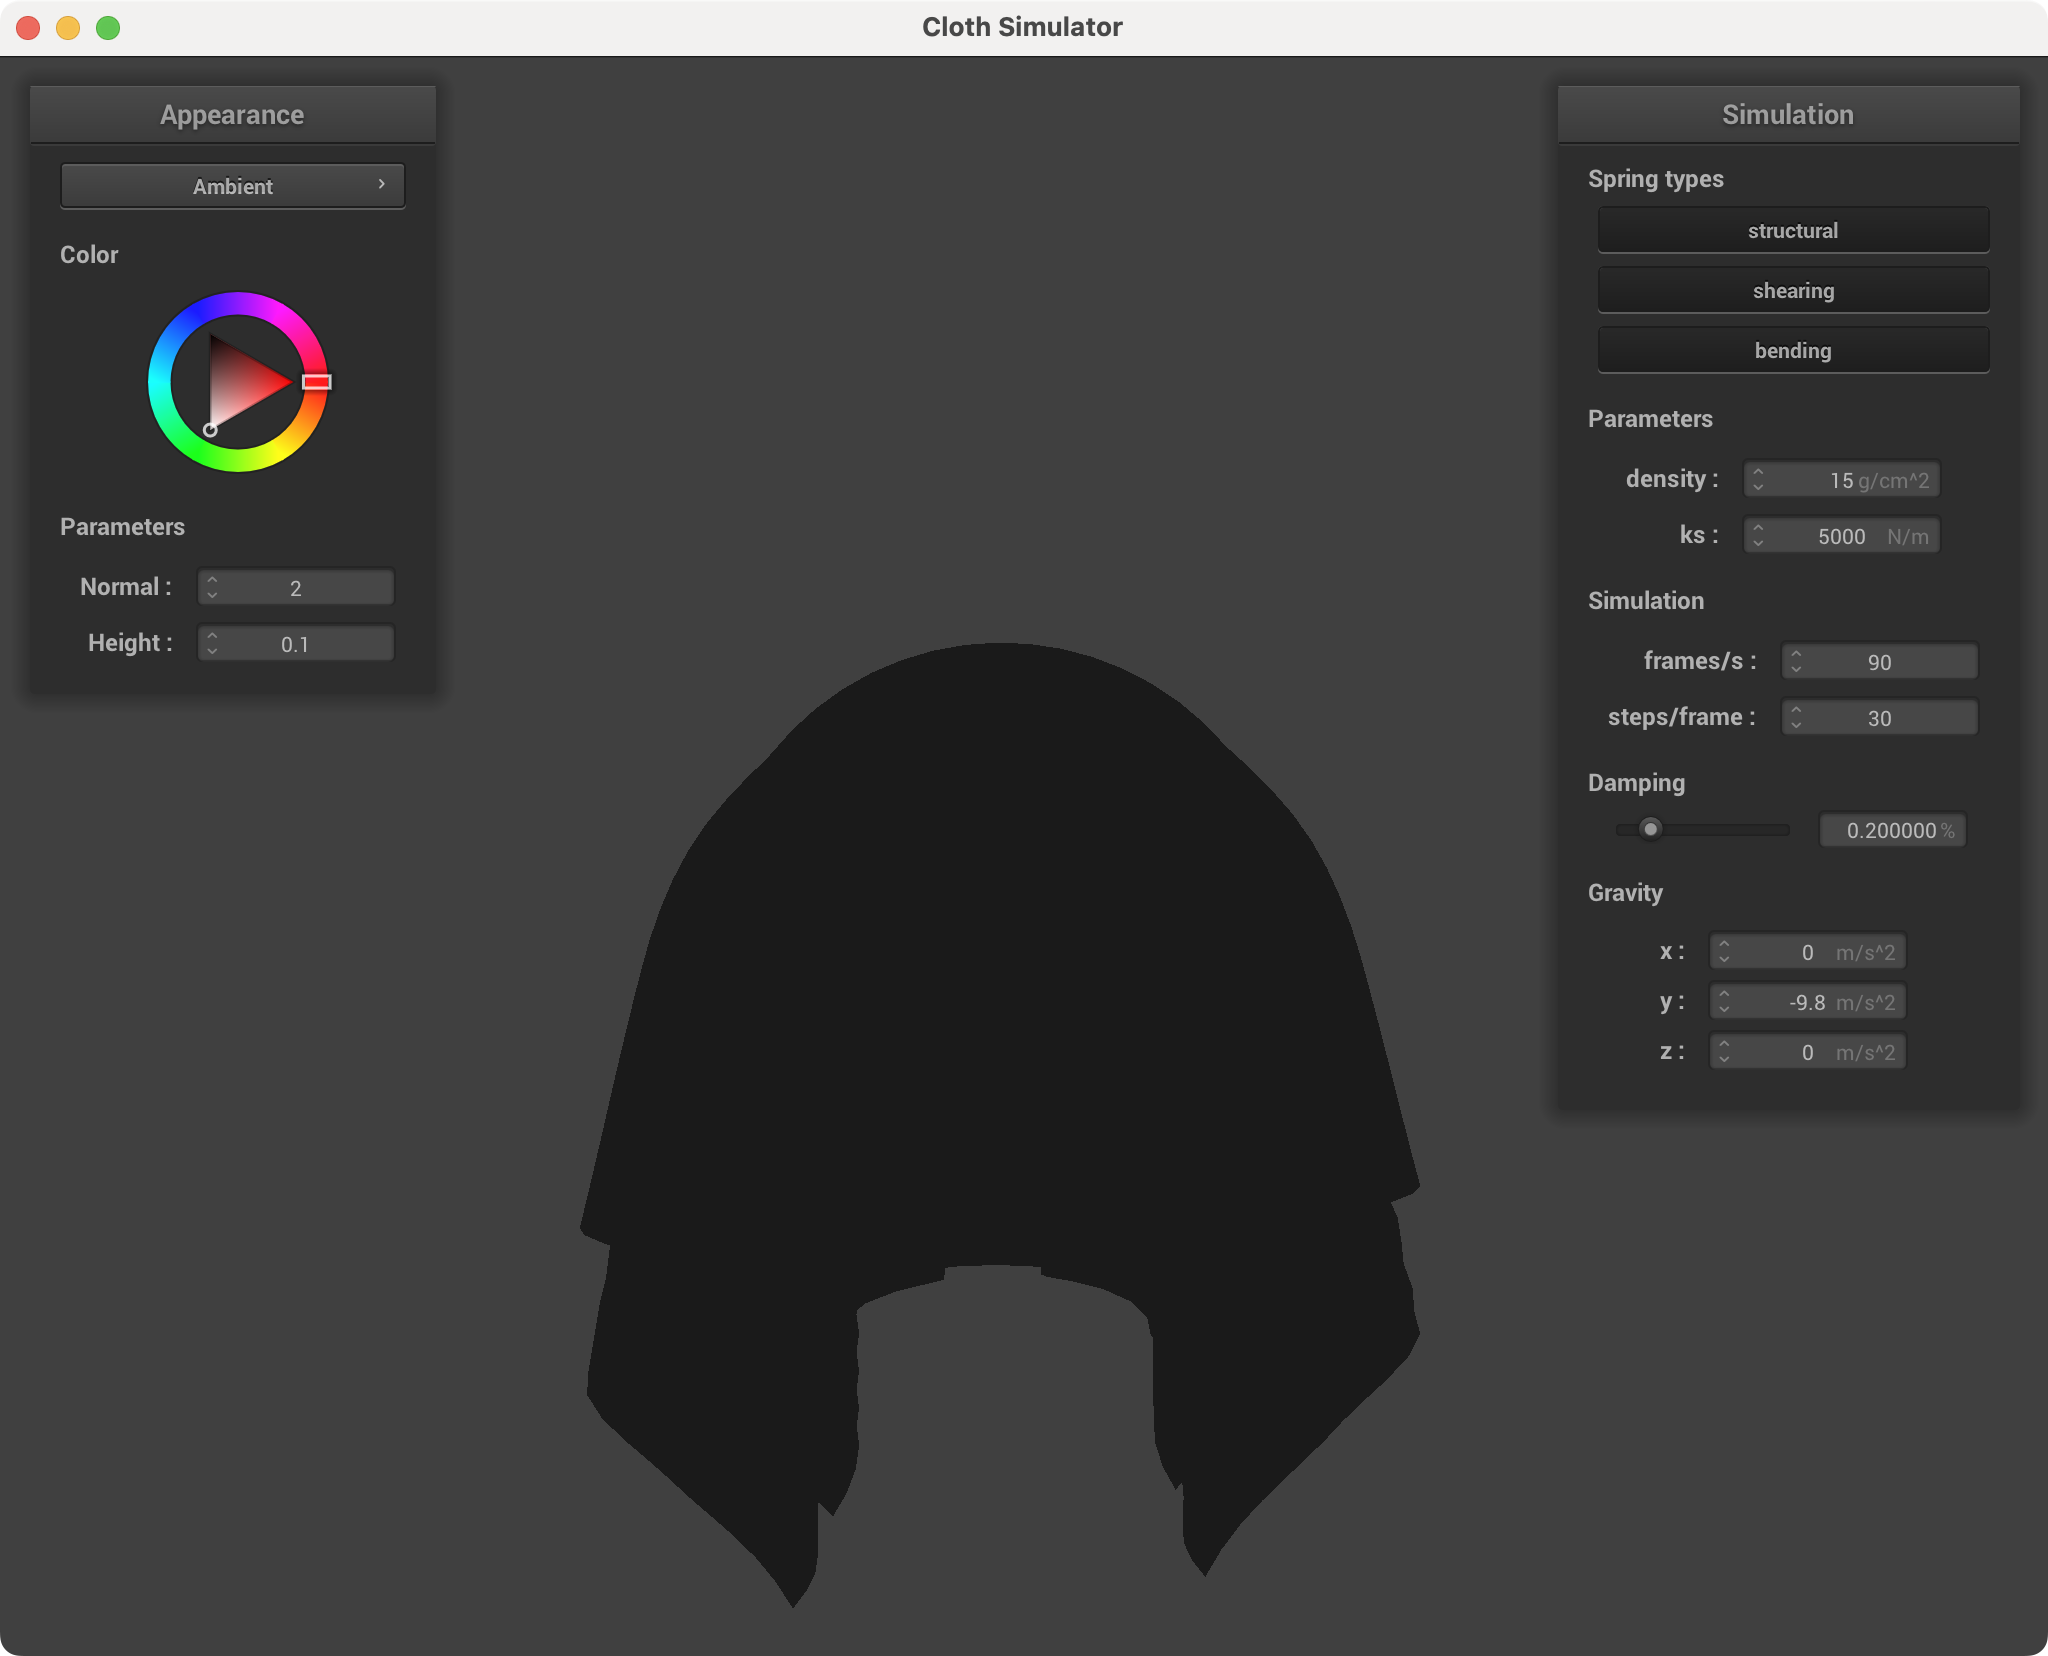 Cloth Simulator
Appearance
Ambient
Color
Parameters
Normal : 2
Height : 0.1
Simulation
Spring types
structural
shearing
bending
Parameters
density : 15 g/cm^2
ks : 5000 N/m
Simulation
frames/s : 90
steps/frame : 30
Damping
0.200000 %
Gravity
x : 0 m/s^2
y : -9.8 m/s^2
z : 0 m/s^2